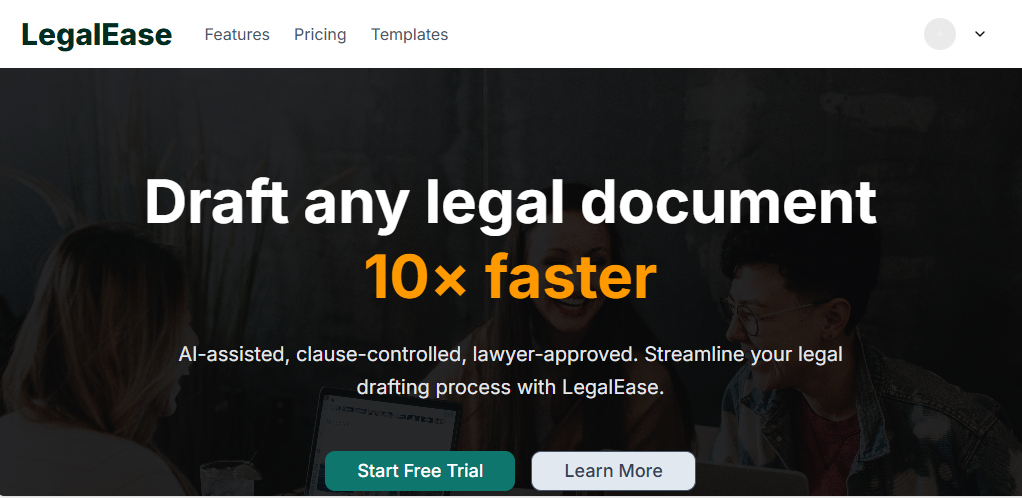 LegalEase Features Pricing Templates
Draft any legal document
10× faster
AI-assisted, clause-controlled, lawyer-approved. Streamline your legal
drafting process with LegalEase.
Start Free Trial Learn More